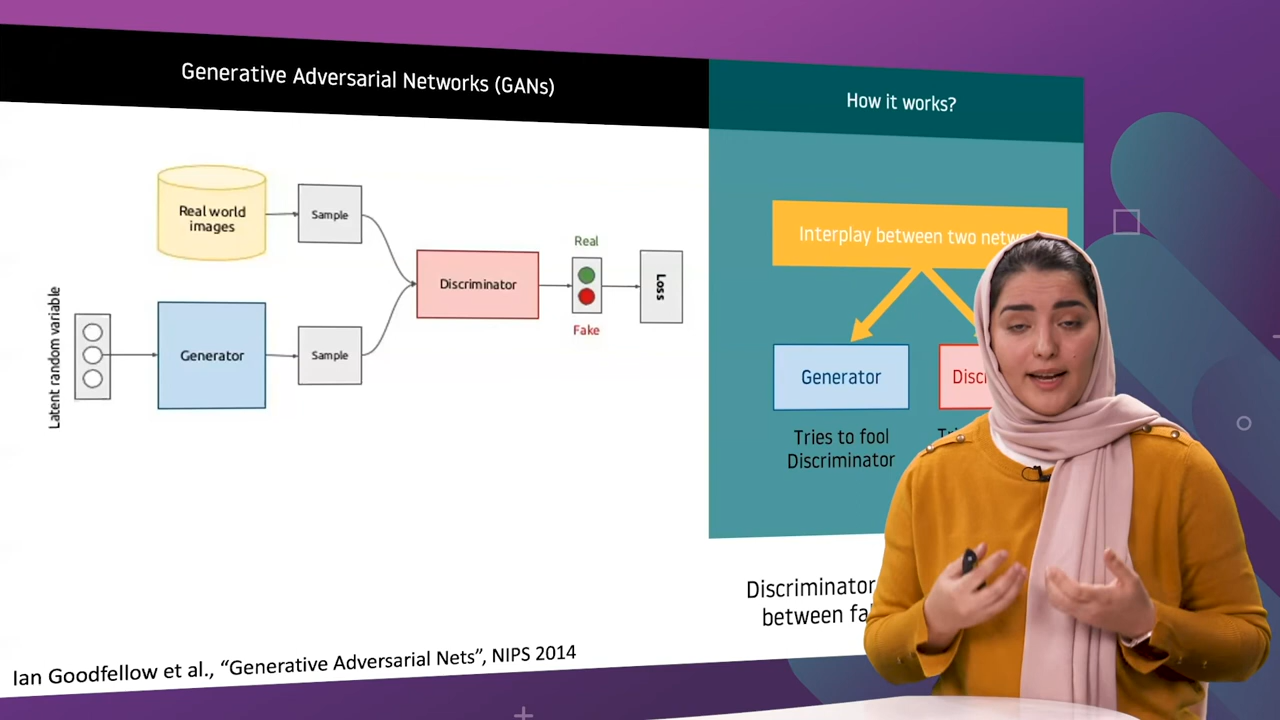 Generative Adversarial Networks (GANs)
How it works?
Real world
images
Sample
Latent random variable
Generator
Sample
Discriminator
Real
Fake
Loss
Interplay between two
Generator
Tries to fool
Discriminator
Discriminator
between
Ian Goodfellow et al., “Generative Adversarial Nets”, NIPS 2014